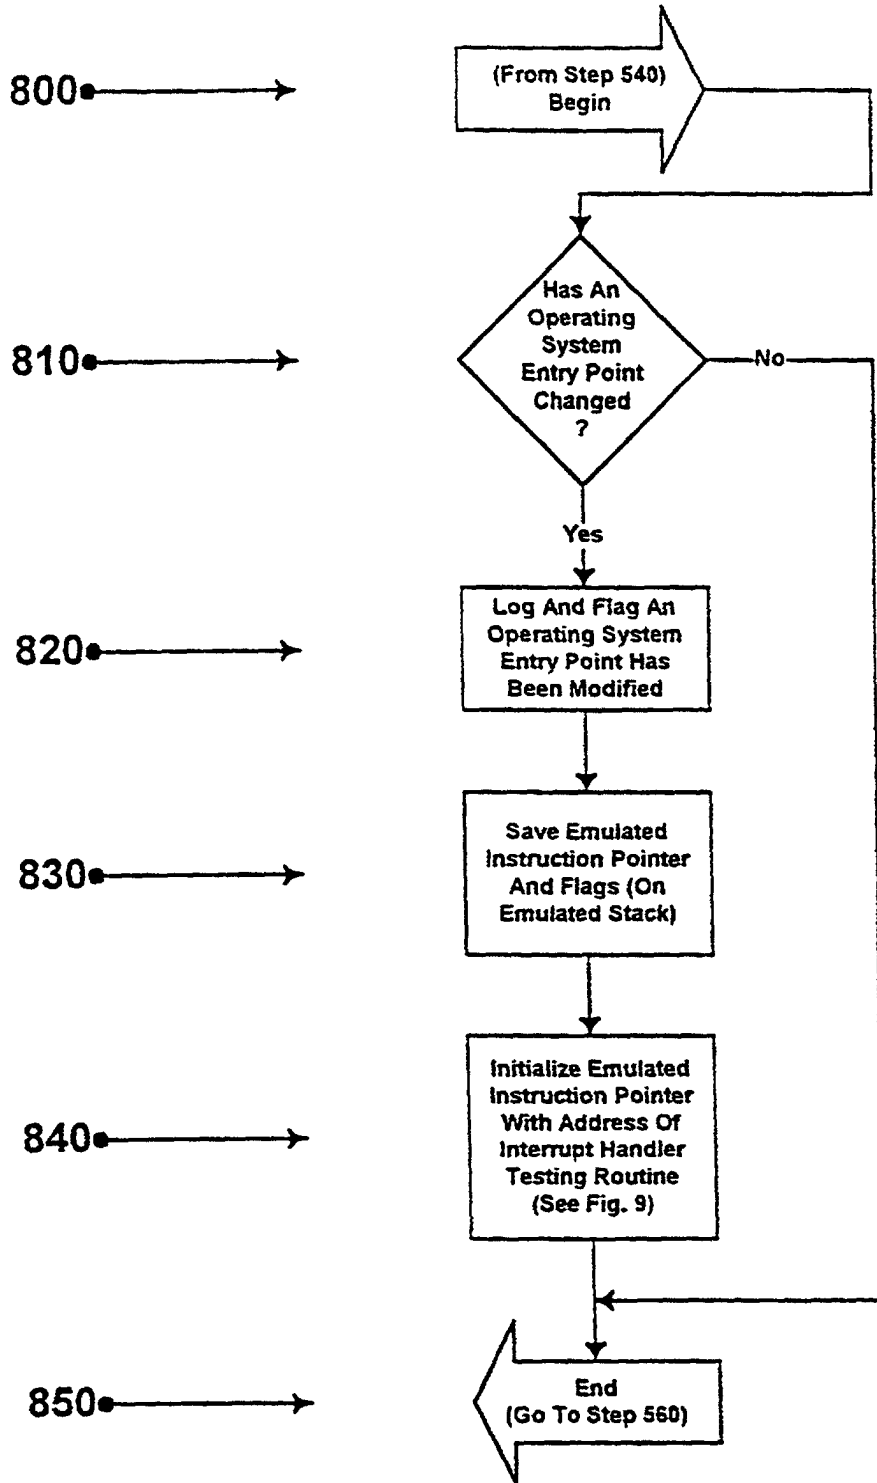 800
(From Step 540)
Begin
810
Has An
Operating
System
Entry Point
Changed
?
No
Yes
820
Log And Flag An
Operating System
Entry Point Has
Been Modified
830
Save Emulated
Instruction Pointer
And Flags (On
Emulated Stack)
840
Initialize Emulated
Instruction Pointer
With Address Of
Interrupt Handler
Testing Routine
(See Fig. 9)
850
End
(Go To Step 560)